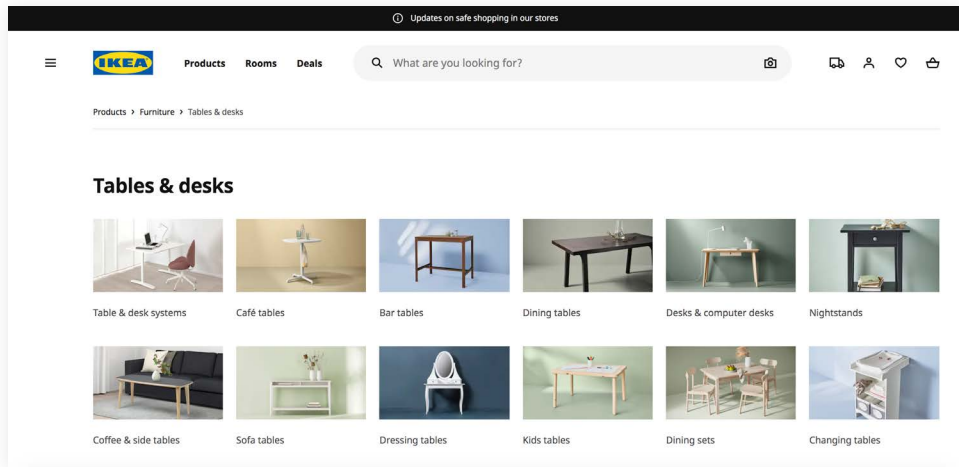 Updates on safe shopping in our stores
IKEA Products Rooms Deals What are you looking for?
Products > Furniture > Tables & desks
Tables & desks
Table & desk systems Café tables Bar tables Dining tables Desks & computer desks Nightstands
Coffee & side tables Sofa tables Dressing tables Kids tables Dining sets Changing tables